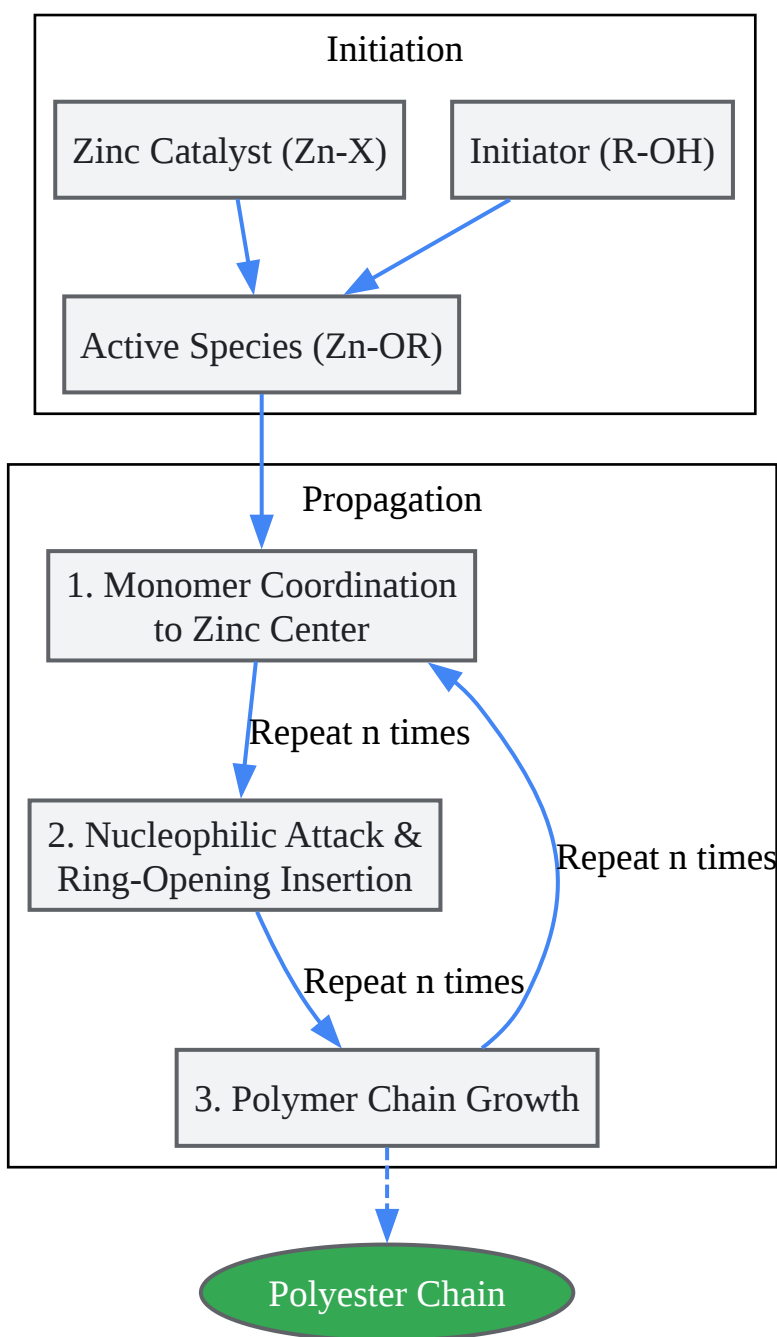 Initiation
Zinc Catalyst (Zn-X)
Initiator (R-OH)
Active Species (Zn-OR)
Propagation
1. Monomer Coordination
to Zinc Center
Repeat n times
2. Nucleophilic Attack &
Ring-Opening Insertion
Repeat n times
Repeat n times
3. Polymer Chain Growth
Polyester Chain